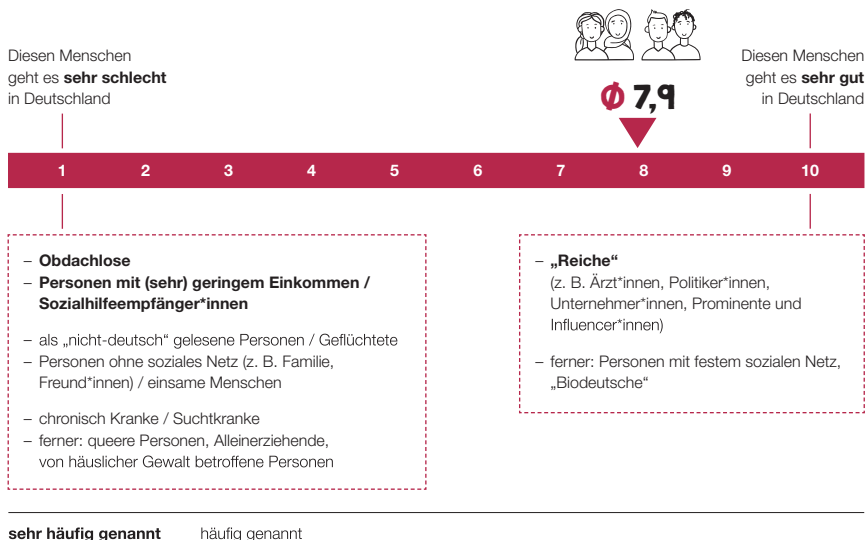 Diesen Menschen
geht es sehr schlecht
in Deutschland
Ø 7,9
Diesen Menschen
geht es sehr gut
in Deutschland
1 2 3 4 5 6 7 8 9 10
– Obdachlose
– Personen mit (sehr) geringem Einkommen /
Sozialhilfeempfänger*innen
– als „nicht-deutsch“ gelesene Personen / Geflüchtete
– Personen ohne soziales Netz (z. B. Familie,
Freund*innen) / einsame Menschen
– chronisch Kranke / Suchtkranke
– ferner: queere Personen, Alleinerziehende,
von häuslicher Gewalt betroffene Personen
– „Reiche“
(z. B. Ärzt*innen, Politiker*innen,
Unternehmer*innen, Prominente und
Influencer*innen)
– ferner: Personen mit festem sozialen Netz,
„Biodeutsche“
sehr häufig genannt häufig genannt